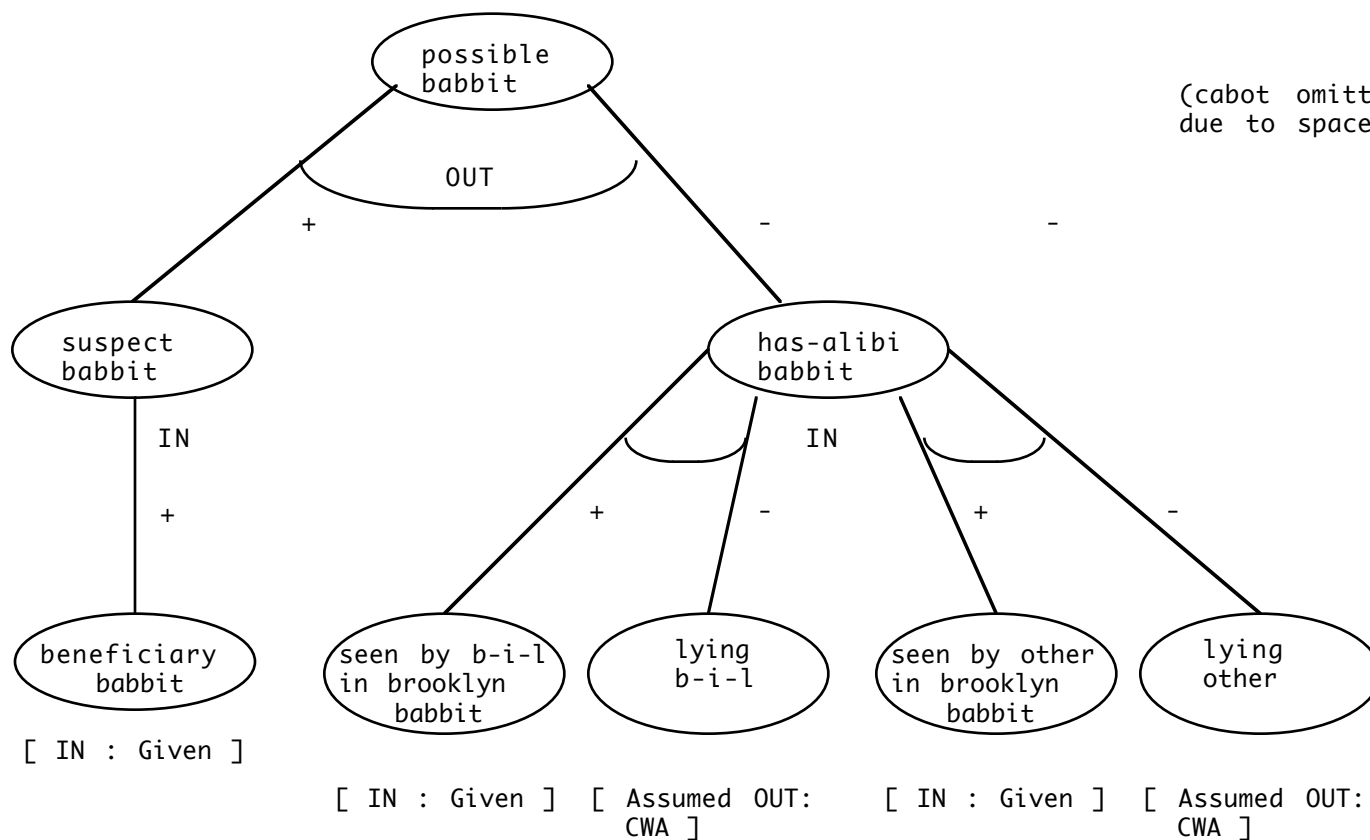 possible
babbit
(cabot omitt
due to space
OUT
+
-
-
suspect
babbit
has-alibi
babbit
IN
IN
+
+
-
+
-
beneficiary
babbit
seen by b-i-l
in brooklyn
babbit
lying
b-i-l
seen by other
in brooklyn
babbit
lying
other
[ IN : Given ]
[ IN : Given ]
[ Assumed OUT:
CWA ]
[ IN : Given ]
[ Assumed OUT:
CWA ]